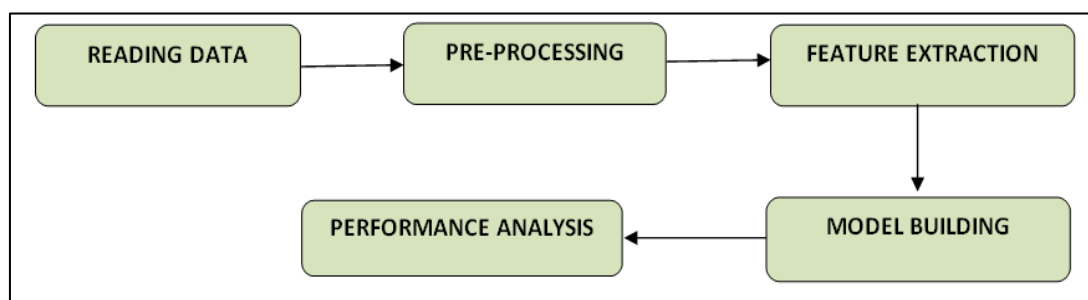 READING DATA
PRE-PROCESSING
FEATURE EXTRACTION
MODEL BUILDING
PERFORMANCE ANALYSIS